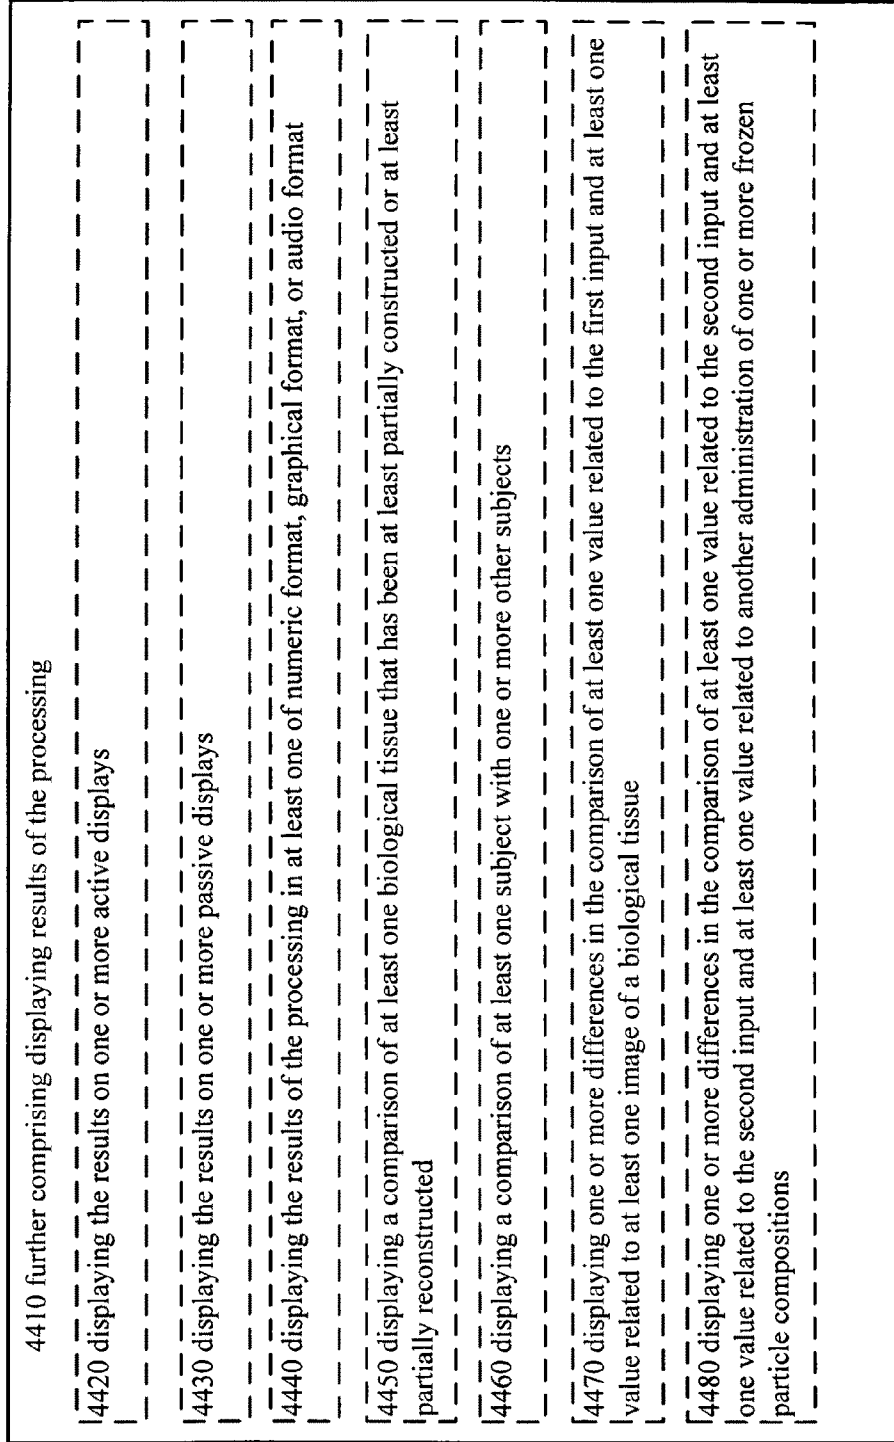 4410 further comprising displaying results of the processing
4420 displaying the results on one or more active displays
4430 displaying the results on one or more passive displays
4440 displaying the results of the processing in at least one of numeric format, graphical format, or audio format
4450 displaying a comparison of at least one biological tissue that has been at least partially constructed or at least
partially reconstructed
4460 displaying a comparison of at least one subject with one or more other subjects
4470 displaying one or more differences in the comparison of at least one value related to the first input and at least one
value related to at least one image of a biological tissue
4480 displaying one or more differences in the comparison of at least one value related to the second input and at least
one value related to the second input and at least one value related to another administration of one or more frozen
particle compositions